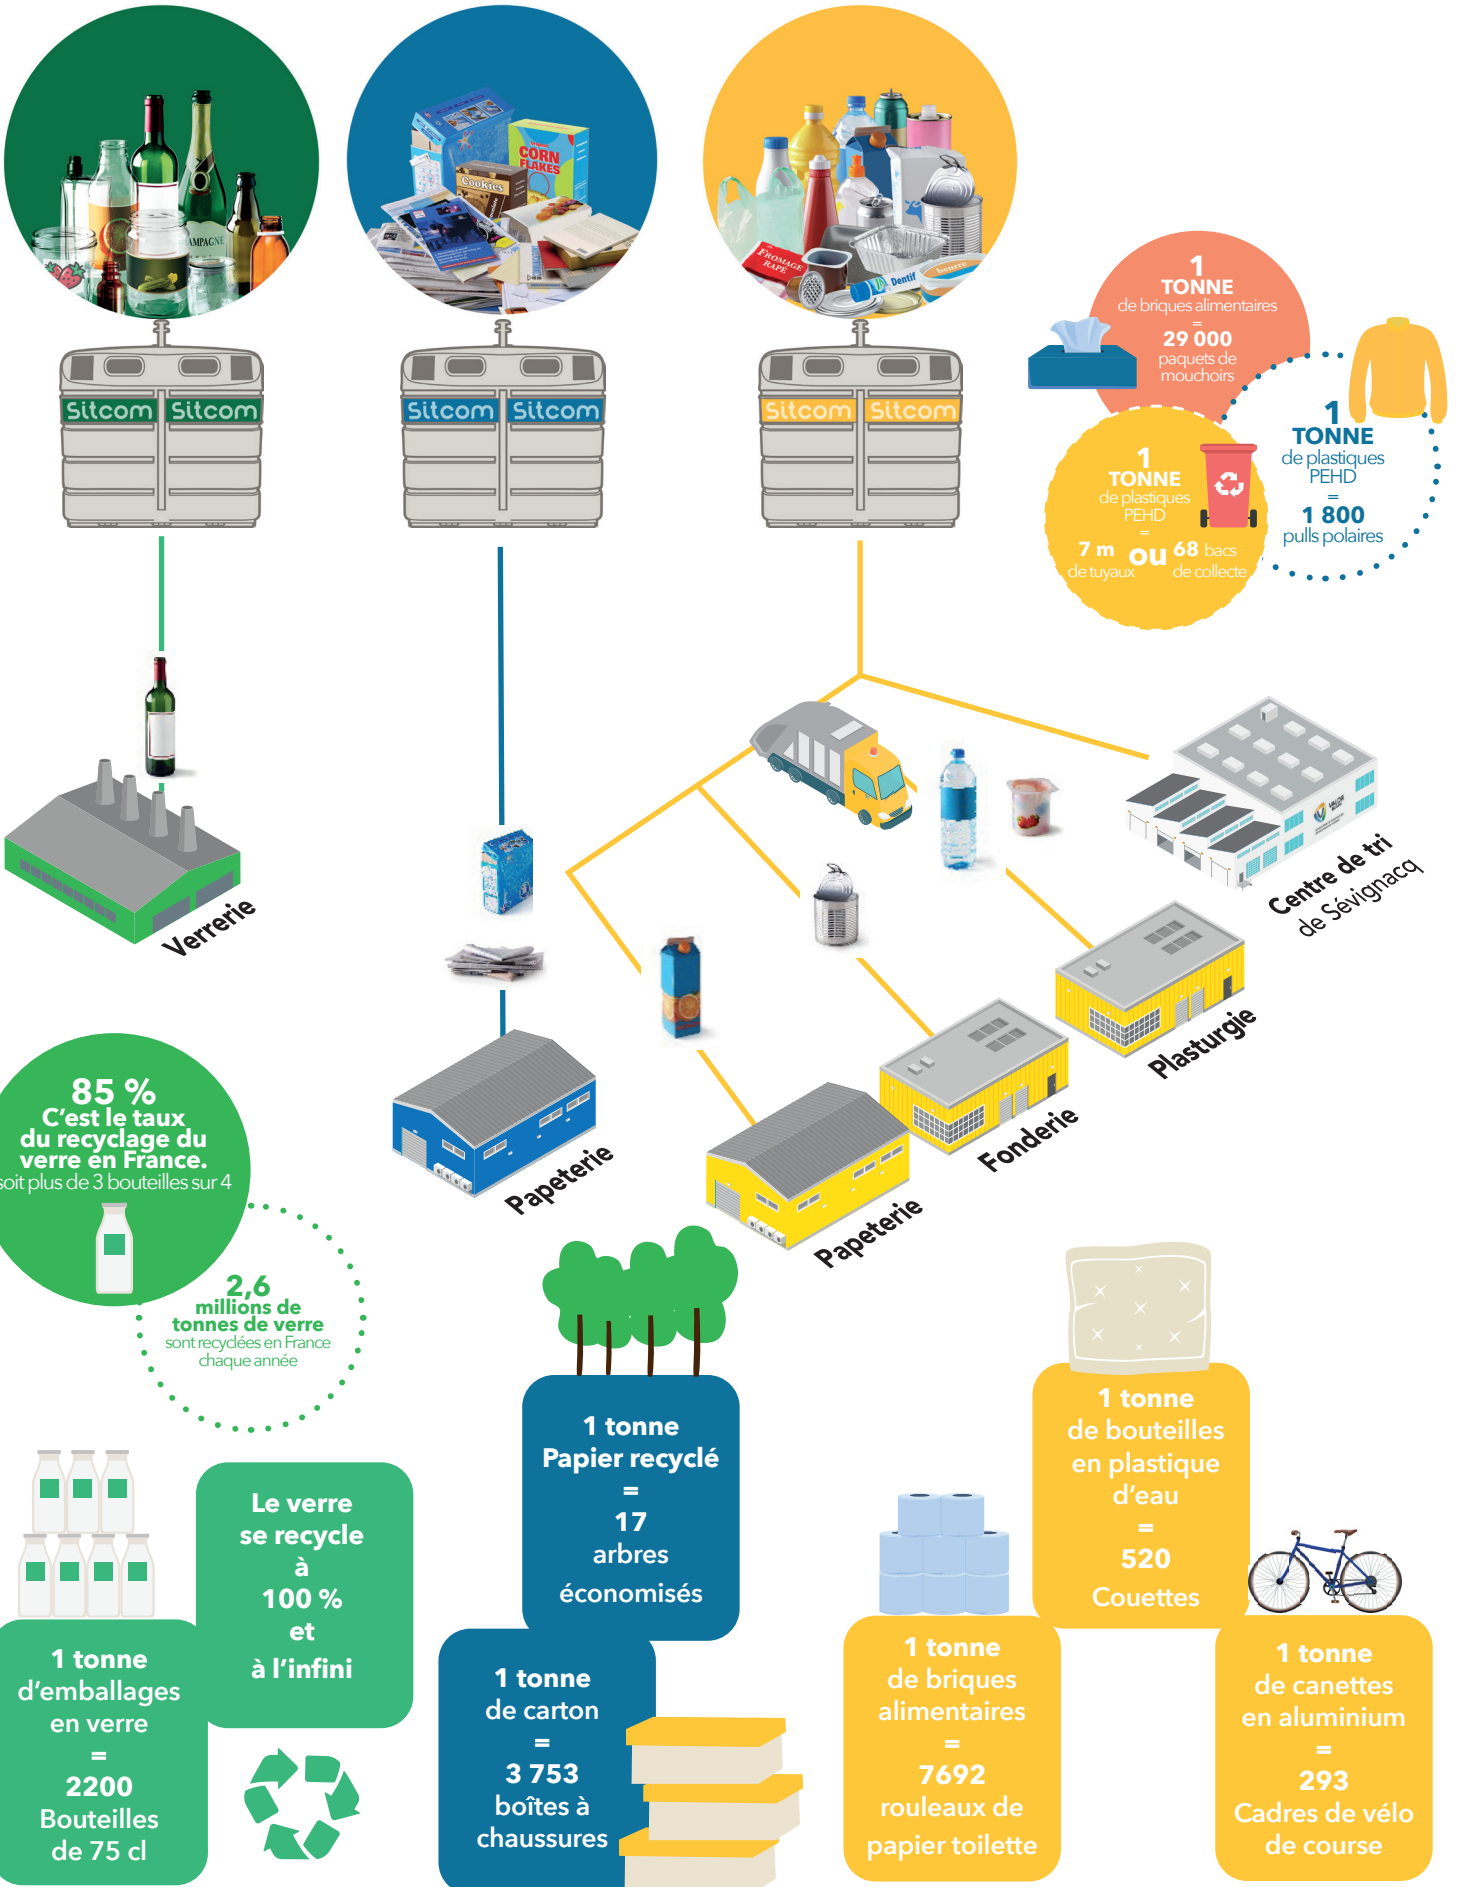 CHAMPAGNE
CORN
FLAKES
Cookies
FROMAGE
RAPÉ
Dentif
beurre
Sitcom Sitcom
Sitcom Sitcom
Sitcom Sitcom
1
TONNE
de briques alimentaires
=
29 000
paquets de
mouchoirs
1
TONNE
de plastiques
PEHD
=
1 800
pulls polaires
1
TONNE
de plastiques
PEHD
=
7 m ou 68 bacs
de tuyaux de collecte
VALOR
Centre de tri
de Sévignacq
Verrerie
Plasturgie
Fonderie
Papeterie
Papeterie
85 %
C'est le taux
du recyclage du
verre en France.
soit plus de 3 bouteilles sur 4
2,6
millions de
tonnes de verre
sont recyclées en France
chaque année
Le verre
se recycle
à
100 %
et
à l'infini
1 tonne
d'emballages
en verre
=
2200
Bouteilles
de 75 cl
1 tonne
Papier recyclé
=
17
arbres
économisés
1 tonne
de carton
=
3 753
boîtes à
chaussures
1 tonne
de bouteilles
en plastique
d'eau
=
520
Couettes
1 tonne
de briques
alimentaires
=
7692
rouleaux de
papier toilette
1 tonne
de canettes
en aluminium
=
293
Cadres de vélo
de course